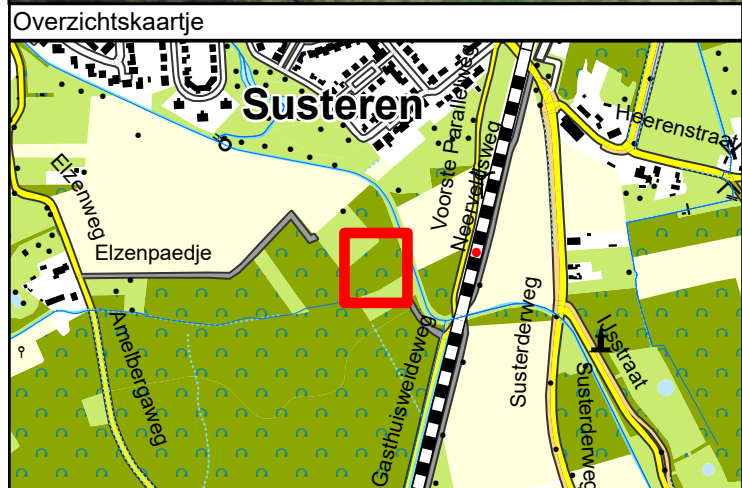 Overzichtskaartje
Susteren
Heerenstraat
Voorste Parallelweg
Neerveldsweg
Elzenweg
Elzenpaedje
Amelbergaweg
Gasthuisweideweg
Susterderweg
IJsstraat
Susterderweg